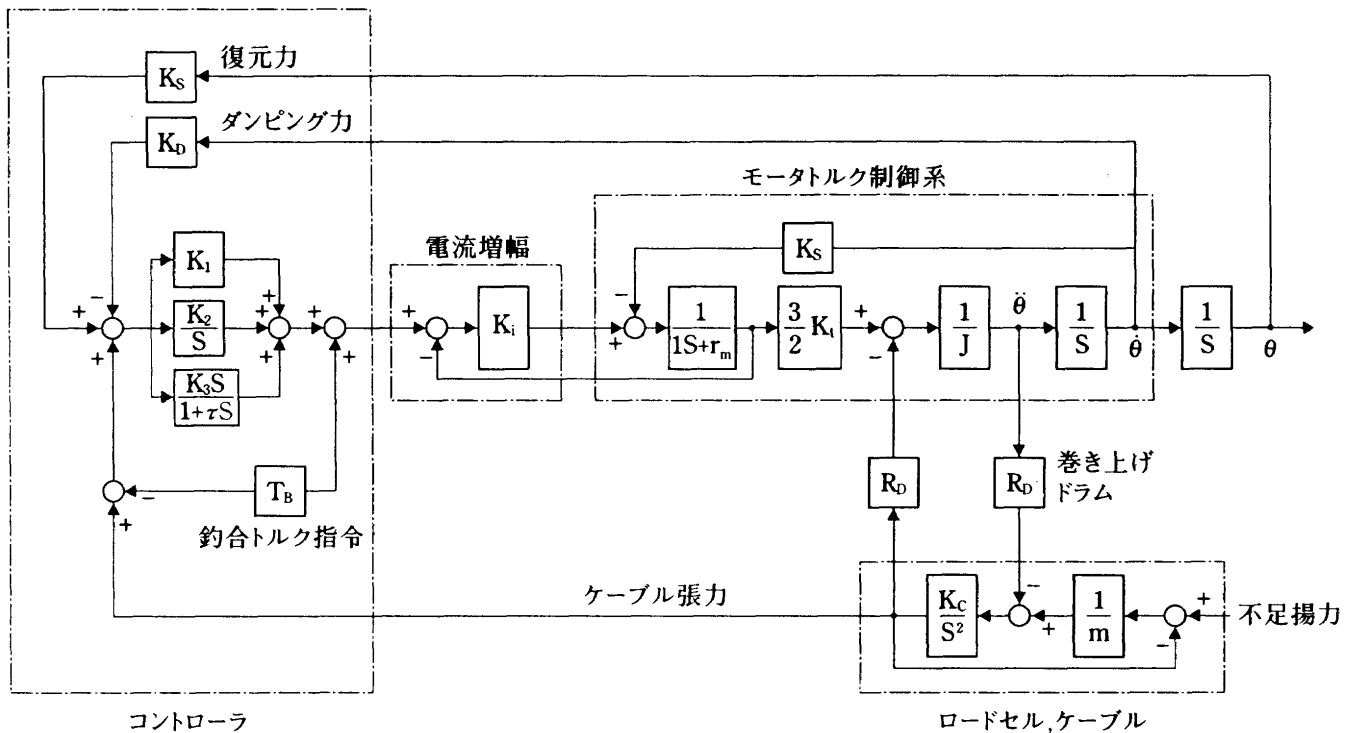 K_S 復元力
K_D ダンピング力
モータトルク制御系
電流増幅
K_S
K_1
K_2/S
K_3S/1+τS
K_i
1/1S+r_m
3/2 K_t
1/J
θ̈
1/S
θ̇
1/S
θ
T_B
釣合トルク指令
R_D
R_D
巻き上げ
ドラム
ケーブル張力
K_C/S²
1/m
不足揚力
コントローラ
ロードセル,ケーブル
+
−
+
+
+
+
+
+
+
−
+
+
−
−
+
+
−
−
+
+
−